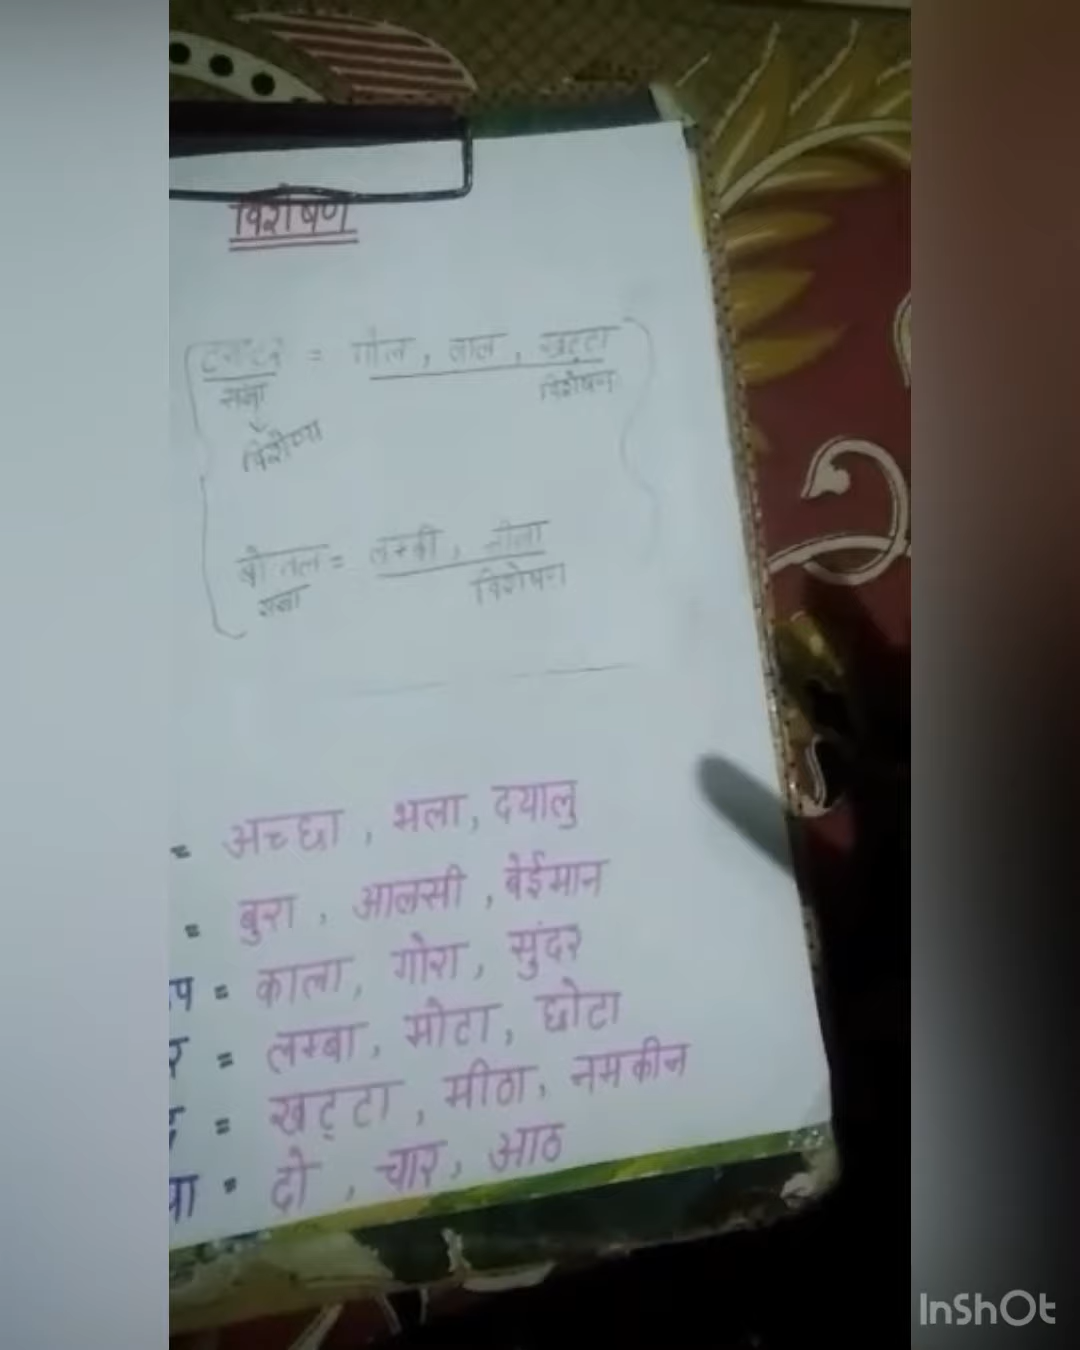 विशेषण
टमाटर = गोल, लाल, खट्टा
संज्ञा विशेषण
विशेष्य
बोतल = लम्बी, नीला
संज्ञा विशेषण
= अच्छा, भला, दयालु
= बुरा, आलसी, बेईमान
= काला, गोरा, सुंदर
= लम्बा, मोटा, छोटा
= खट्टा, मीठा, नमकीन
= दो, चार, आठ
InShOt